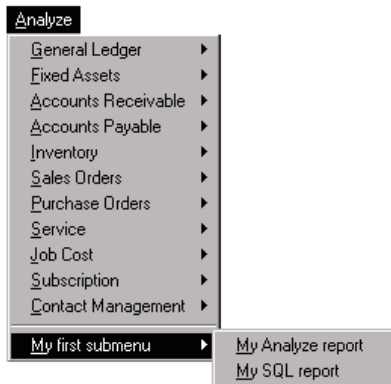 Analyze
General Ledger
Fixed Assets
Accounts Receivable
Accounts Payable
Inventory
Sales Orders
Purchase Orders
Service
Job Cost
Subscription
Contact Management
My first submenu
My Analyze report
My SQL report